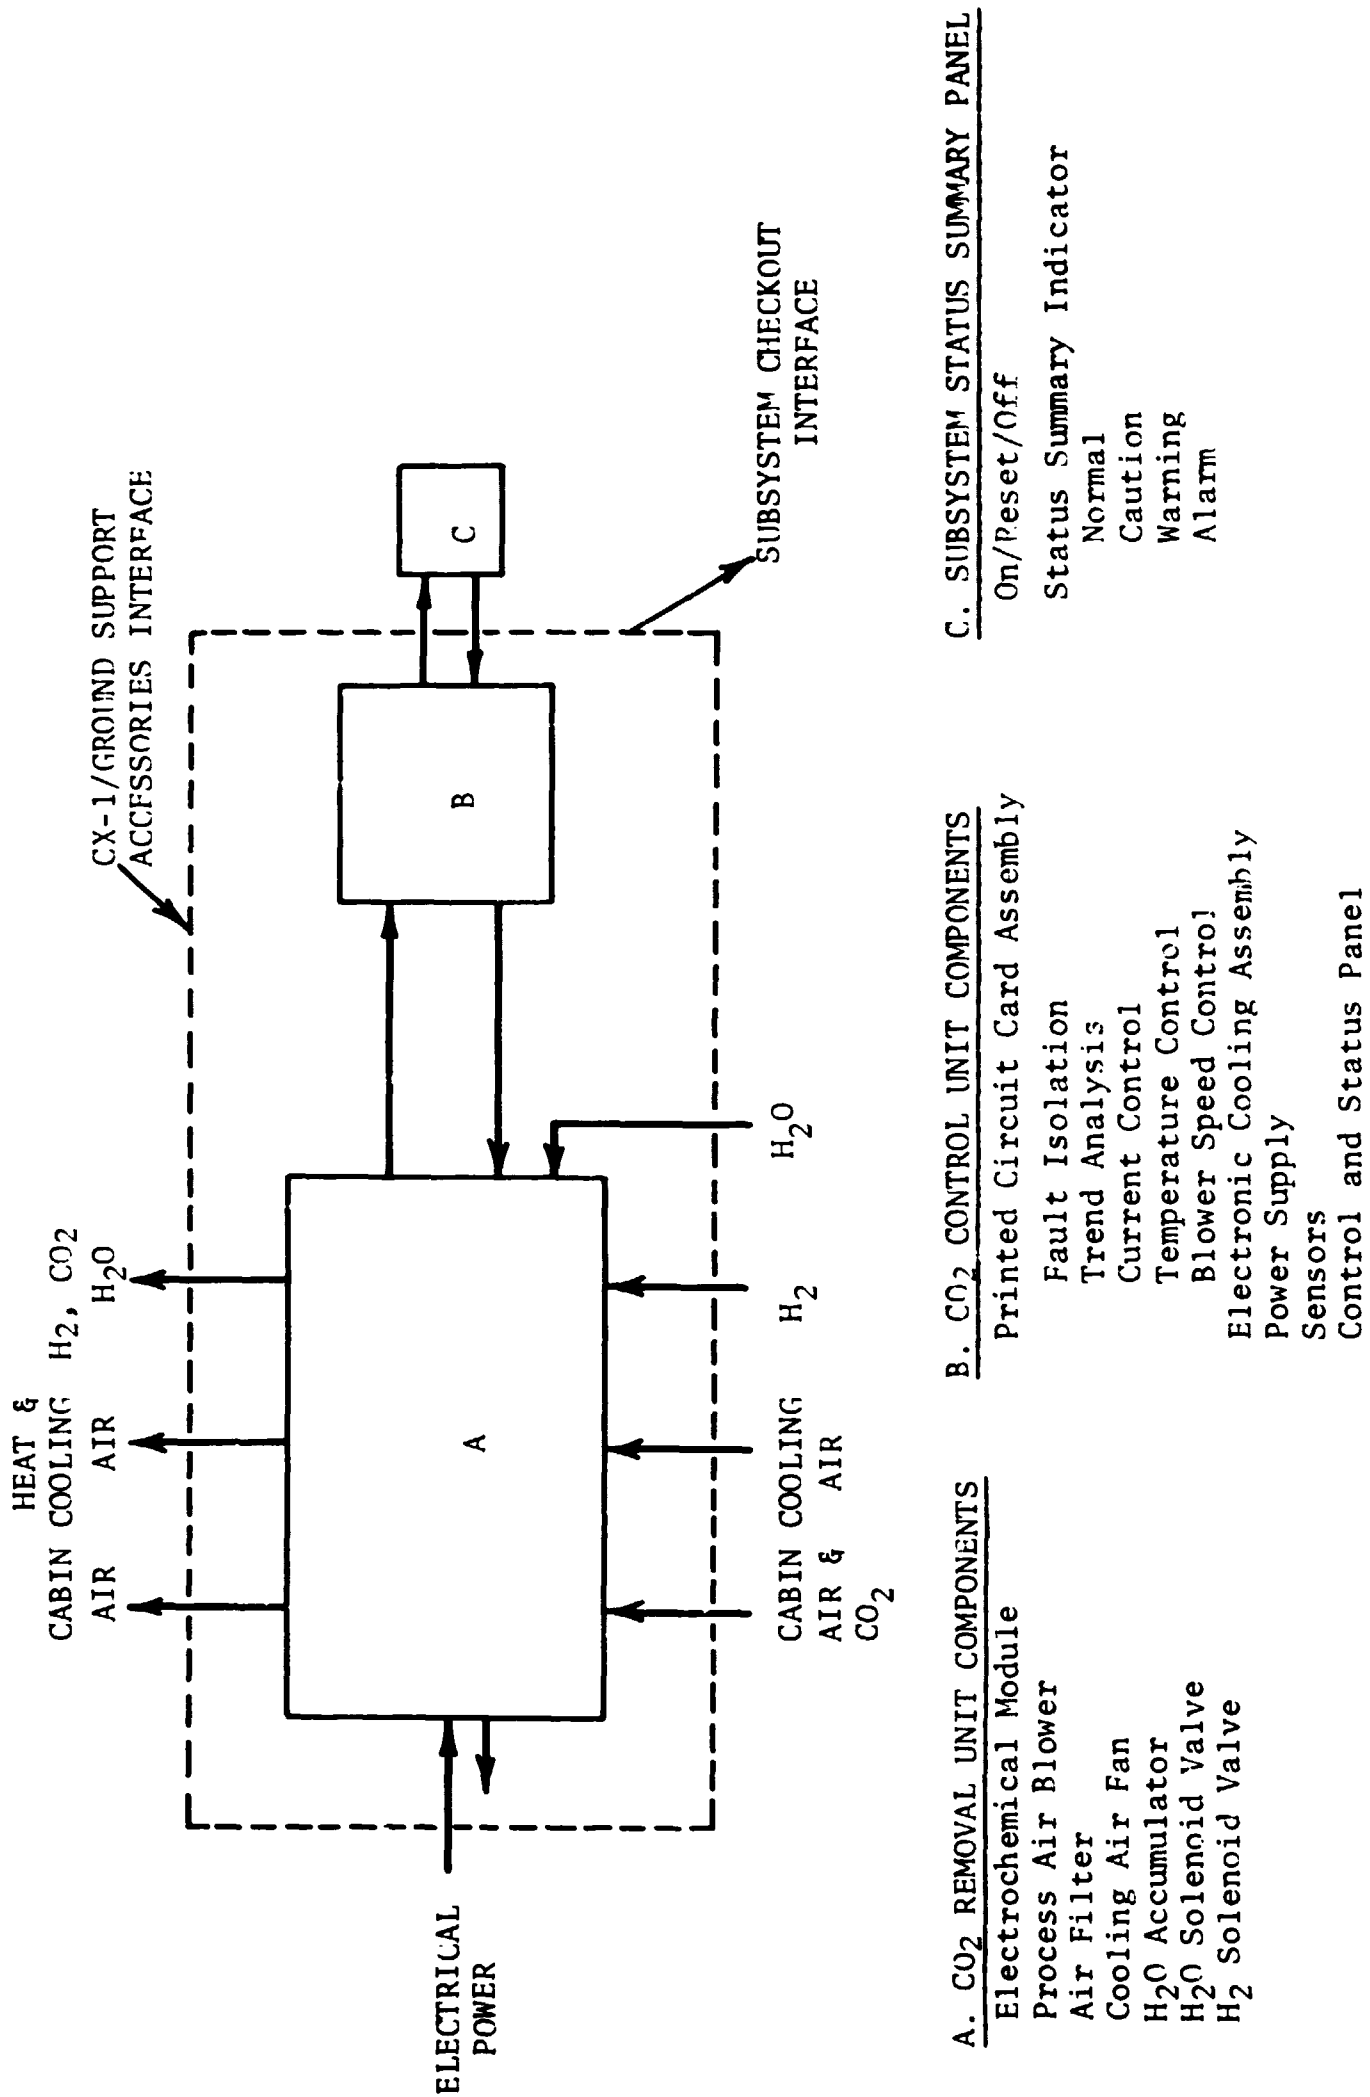 CX-1/GROUND SUPPORT
ACCESSORIES INTERFACE
HEAT &
CABIN COOLING H2, CO2
AIR AIR H2O
ELECTRICAL
POWER
A
B
C
CABIN COOLING H2 H2O
AIR & AIR
CO2
SUBSYSTEM CHECKOUT
INTERFACE
A. CO2 REMOVAL UNIT COMPONENTS
Electrochemical Module
Process Air Blower
Air Filter
Cooling Air Fan
H2O Accumulator
H2O Solenoid Valve
H2 Solenoid Valve
B. CO2 CONTROL UNIT COMPONENTS
Printed Circuit Card Assembly
Fault Isolation
Trend Analysis
Current Control
Temperature Control
Blower Speed Control
Electronic Cooling Assembly
Power Supply
Sensors
Control and Status Panel
C. SUBSYSTEM STATUS SUMMARY PANEL
On/Reset/Off
Status Summary Indicator
Normal
Caution
Warning
Alarm